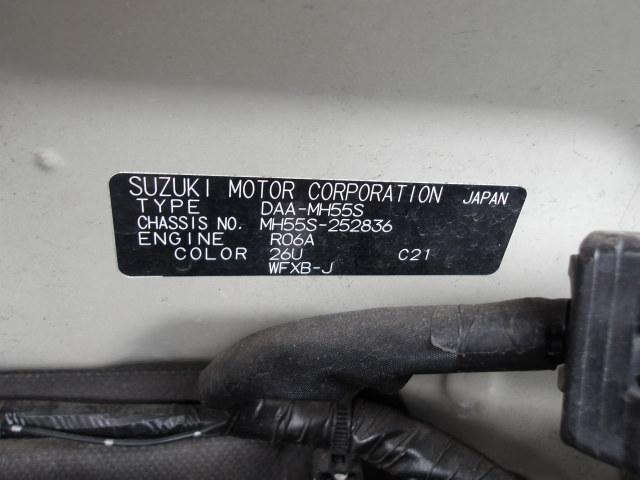 SUZUKI MOTOR CORPORATION JAPAN
TYPE DAA-MH55S
CHASSIS NO. MH55S-252836
ENGINE R06A
COLOR 26U C21
WFXB-J